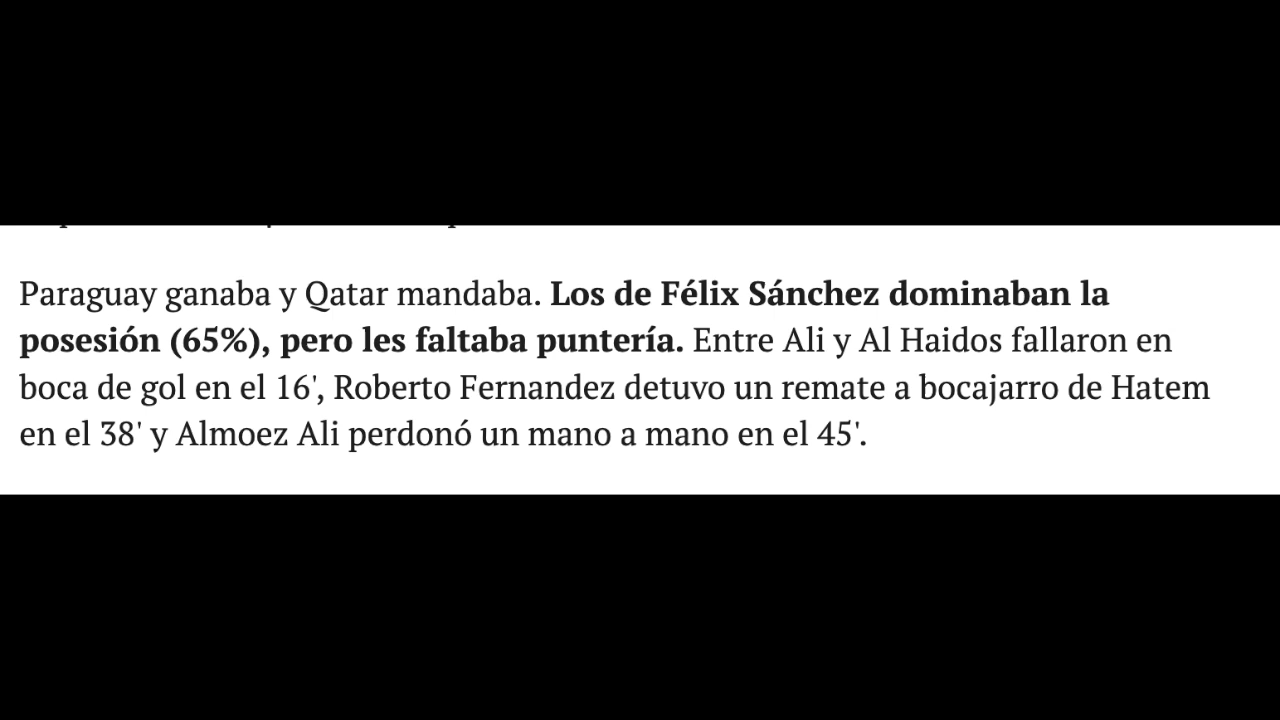 Paraguay ganaba y Qatar mandaba. Los de Félix Sánchez dominaban la
posesión (65%), pero les faltaba puntería. Entre Ali y Al Haidos fallaron en
boca de gol en el 16', Roberto Fernandez detuvo un remate a bocajarro de Hatem
en el 38' y Almoez Ali perdonó un mano a mano en el 45'.